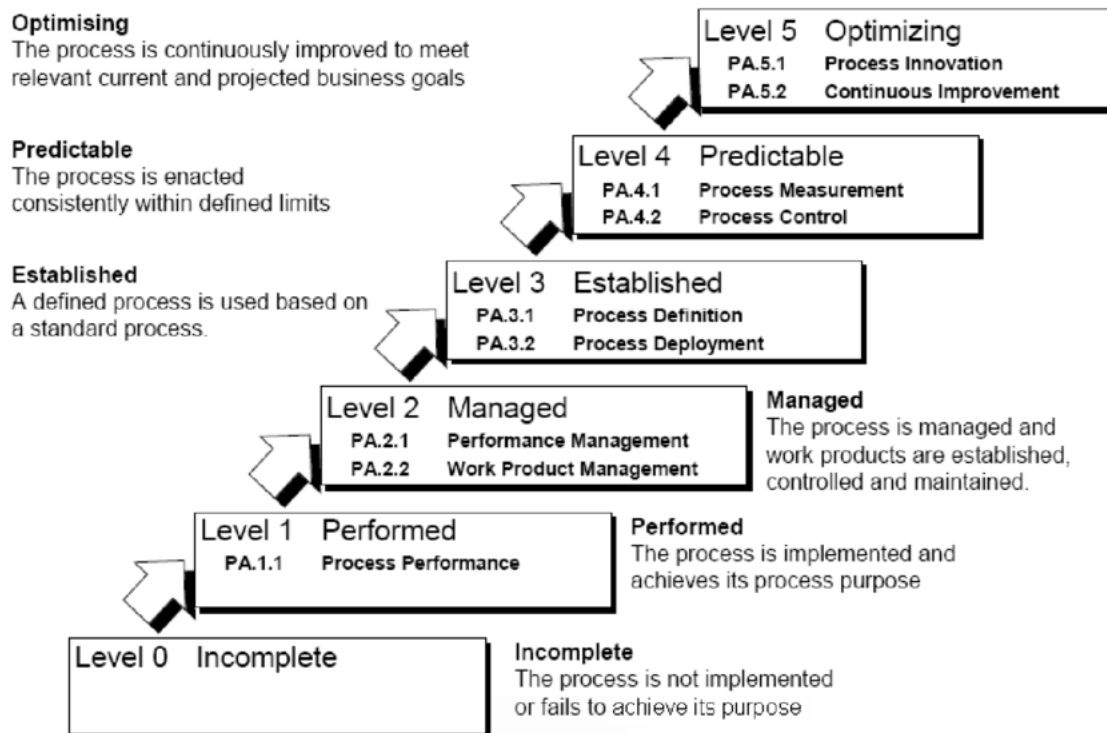 Optimising
The process is continuously improved to meet
relevant current and projected business goals
Level 5 Optimizing
PA.5.1 Process Innovation
PA.5.2 Continuous Improvement
Predictable
The process is enacted
consistently within defined limits
Level 4 Predictable
PA.4.1 Process Measurement
PA.4.2 Process Control
Established
A defined process is used based on
a standard process.
Level 3 Established
PA.3.1 Process Definition
PA.3.2 Process Deployment
Level 2 Managed
PA.2.1 Performance Management
PA.2.2 Work Product Management
Managed
The process is managed and
work products are established,
controlled and maintained.
Level 1 Performed
PA.1.1 Process Performance
Performed
The process is implemented and
achieves its process purpose
Level 0 Incomplete
Incomplete
The process is not implemented
or fails to achieve its purpose